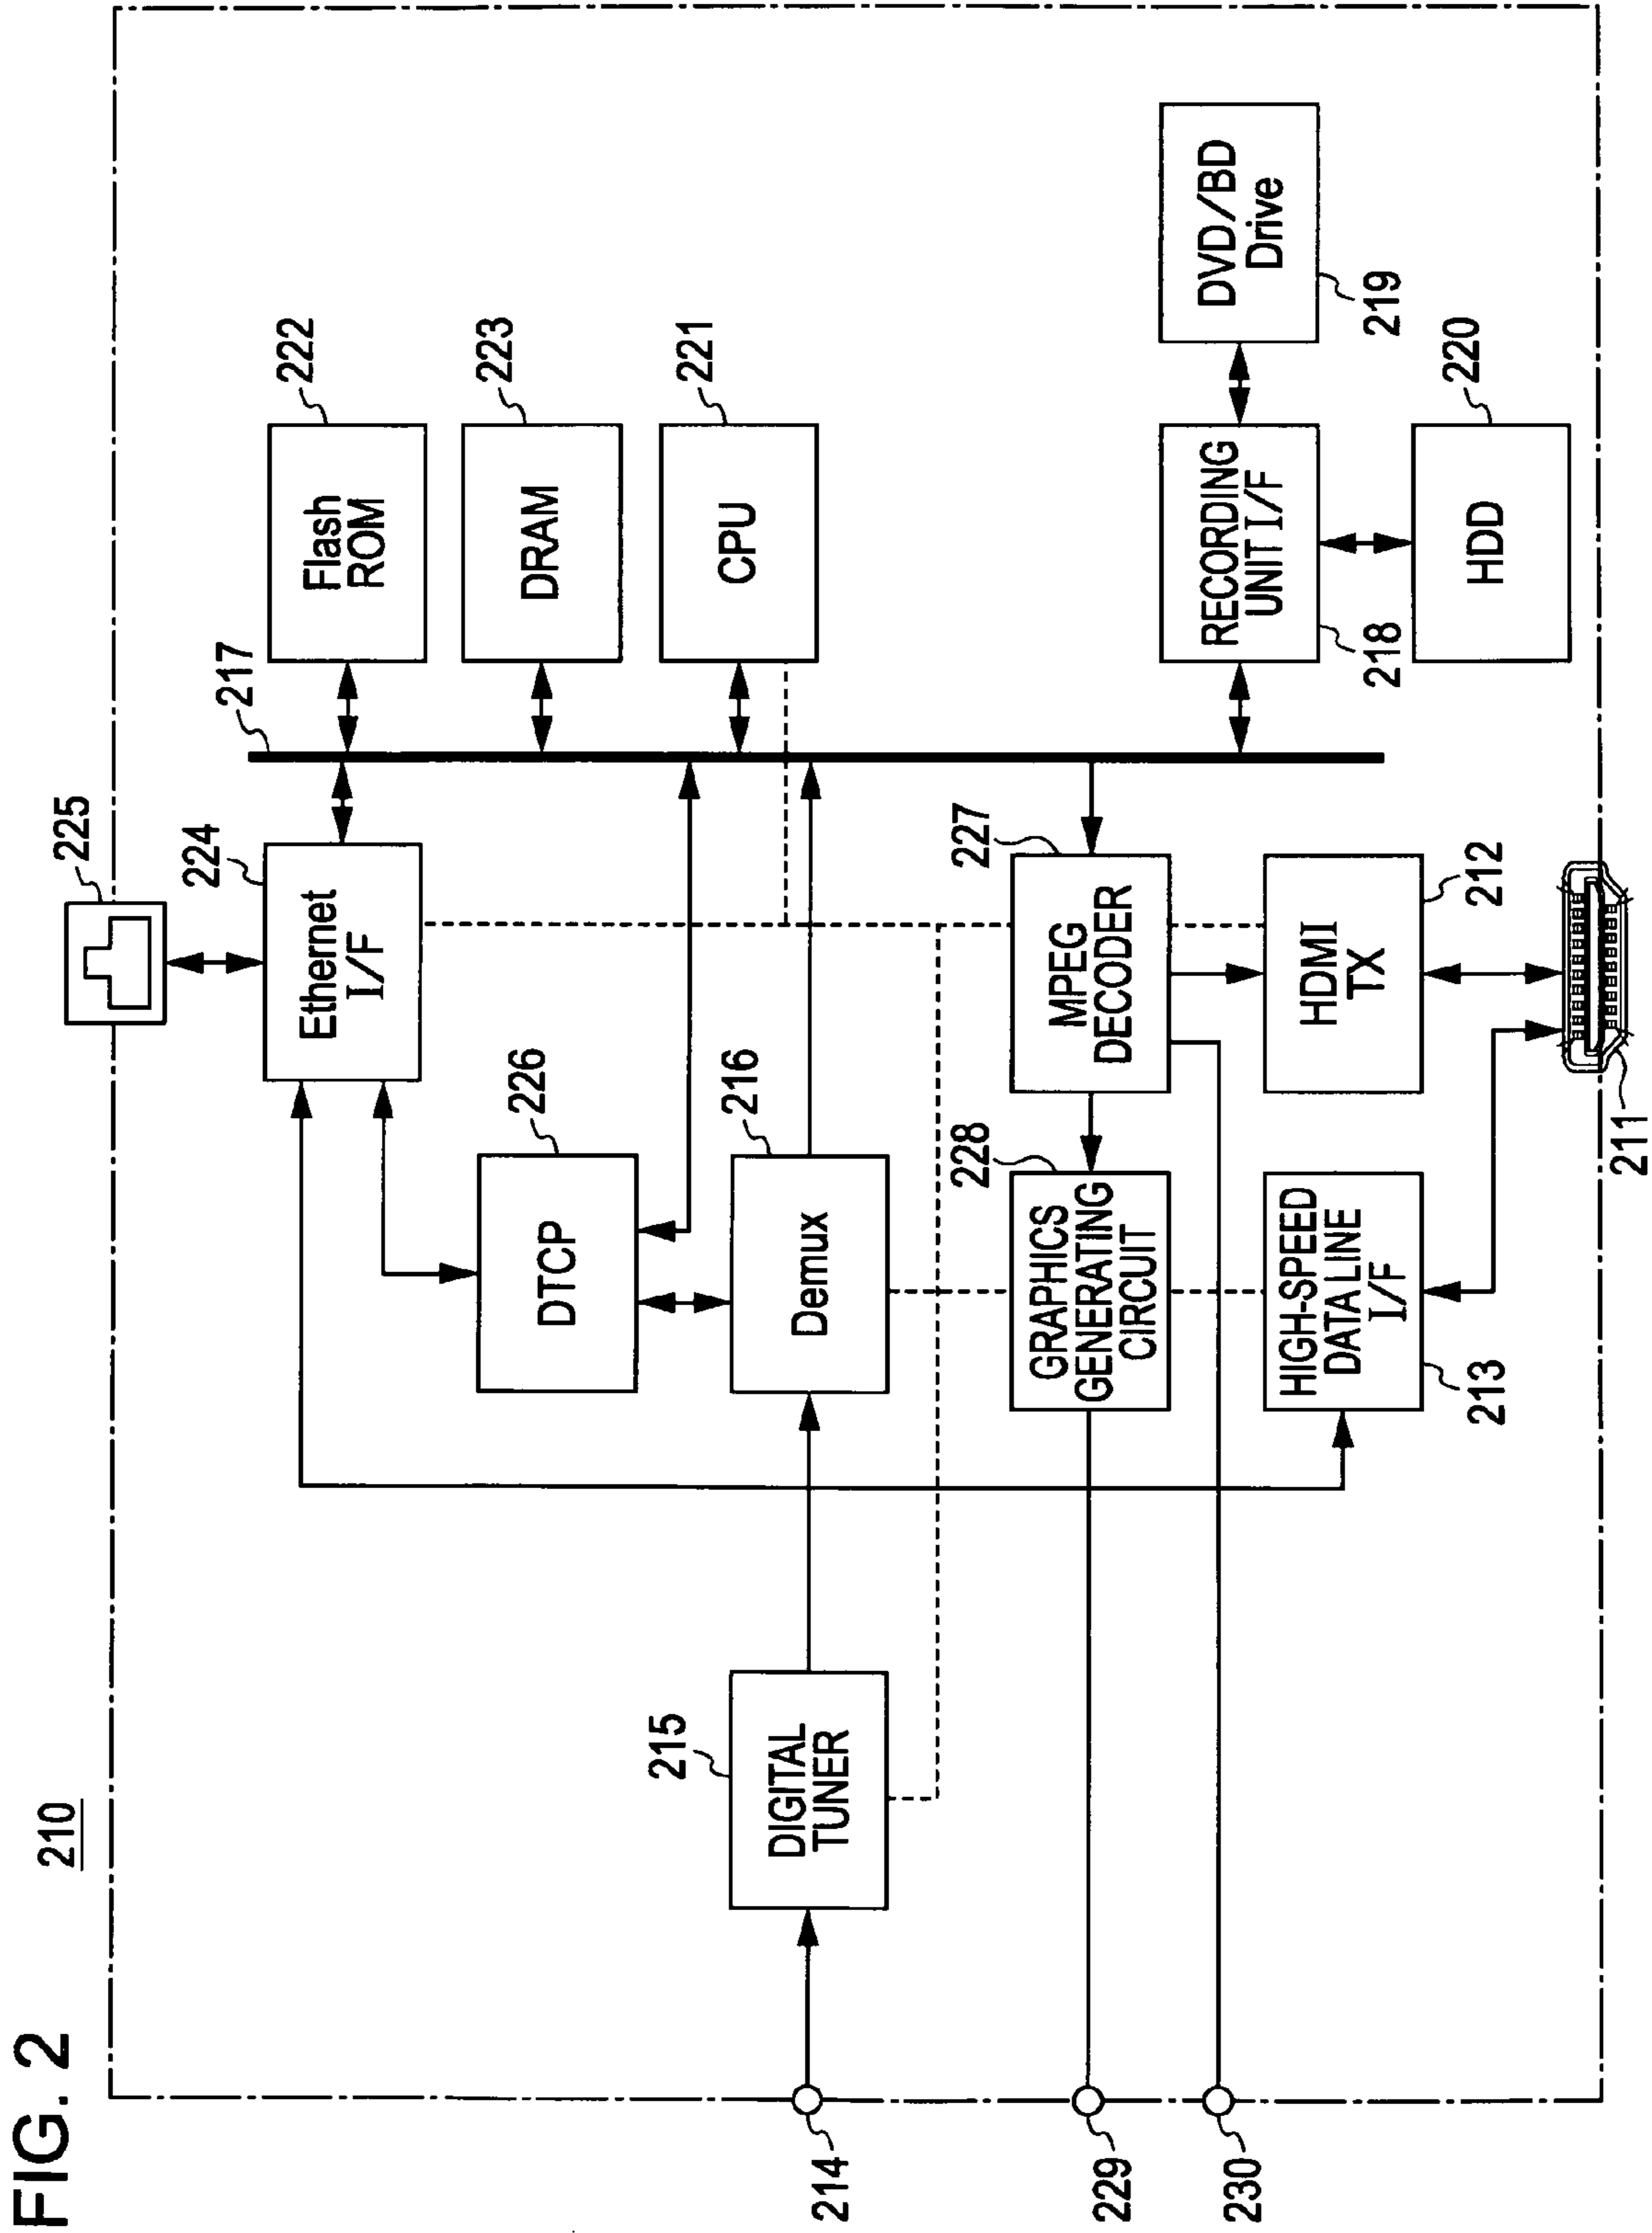 FIG. 2
210
225
224
Ethernet
I/F
217
222
Flash
ROM
223
DRAM
221
CPU
226
DTCP
216
Demux
215
DIGITAL
TUNER
214
227
MPEG
DECODER
228
GRAPHICS
GENERATING
CIRCUIT
229
230
RECORDING
UNIT I/F
218
DVD/BD
Drive
219
HDD
220
HDMI
TX
212
HIGH-SPEED
DATA LINE
I/F
213
211